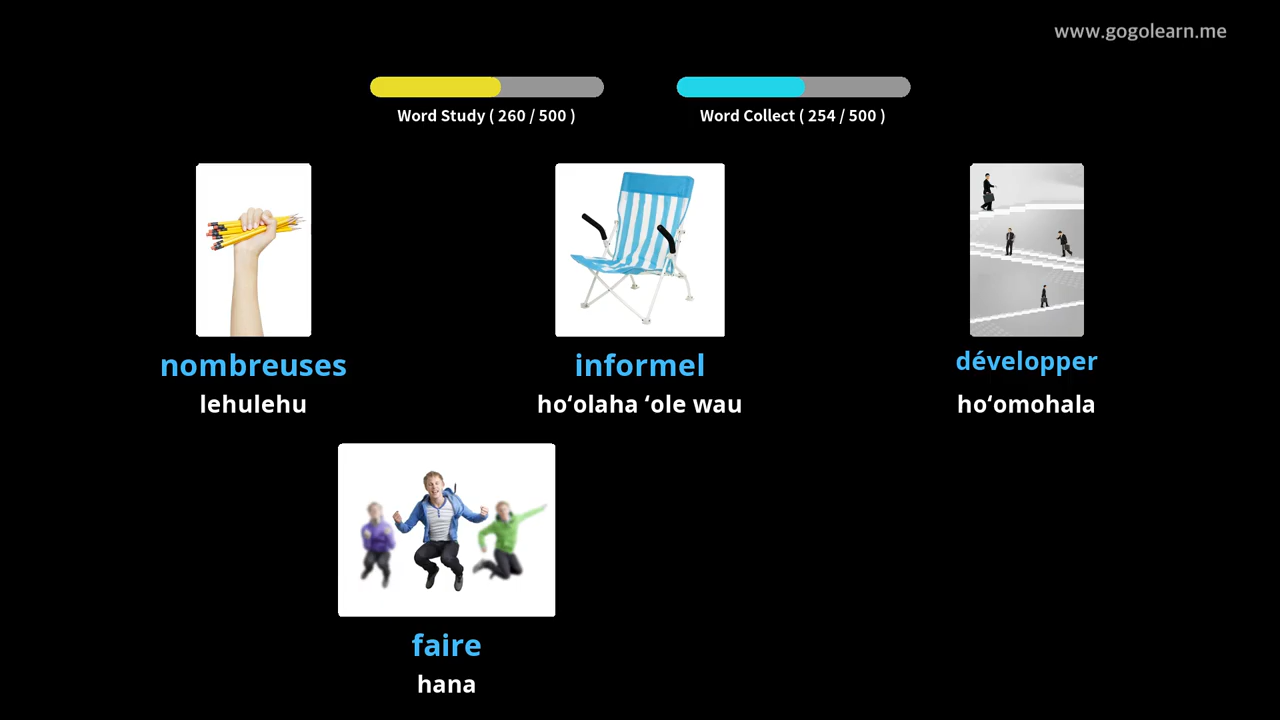 www.gogolearn.me
Word Study ( 260 / 500 )
Word Collect ( 254 / 500 )
nombreuses
lehulehu
informel
hoʻolaha ʻole wau
développer
hoʻomohala
faire
hana